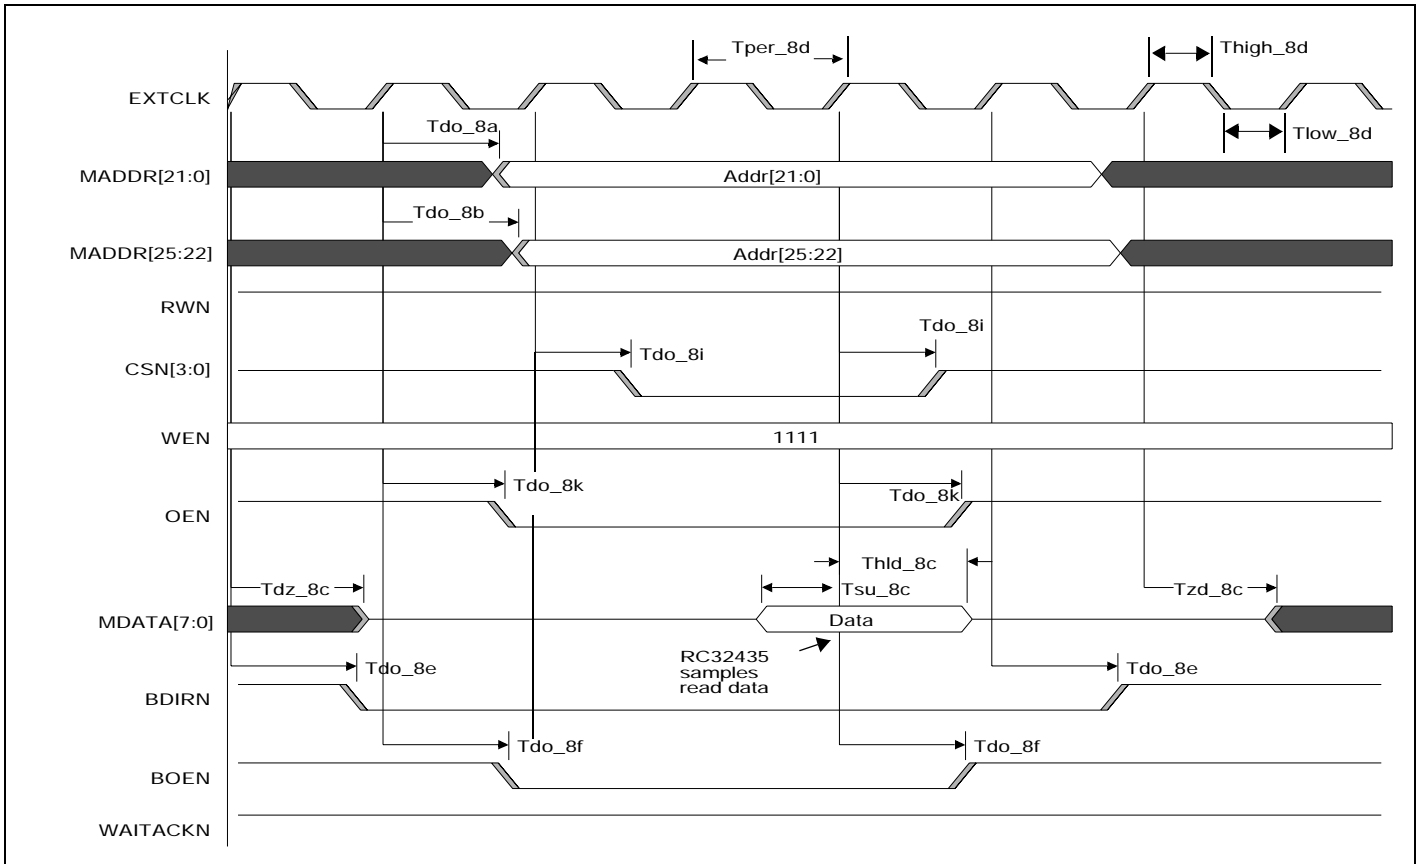 Tper_8d
Thigh_8d
EXTCLK
Tdo_8a
Tlow_8d
MADDR[21:0]
Addr[21:0]
Tdo_8b
MADDR[25:22]
Addr[25:22]
RWN
Tdo_8i
Tdo_8i
CSN[3:0]
WEN
1111
Tdo_8k
Tdo_8k
OEN
Thld_8c
Tdz_8c
Tsu_8c
Tzd_8c
MDATA[7:0]
Data
RC32435
samples
read data
Tdo_8e
Tdo_8e
BDIRN
Tdo_8f
Tdo_8f
BOEN
WAITACKN